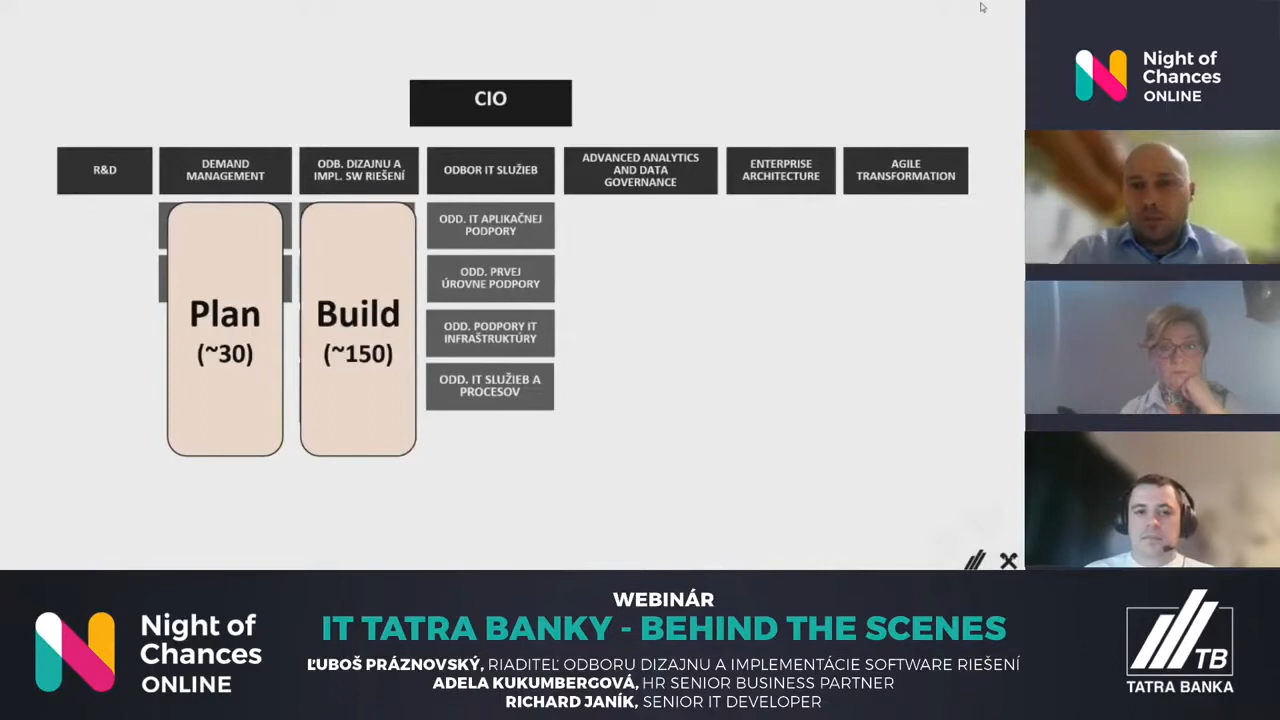 CIO
R&D
DEMAND
MANAGEMENT
ODB. DIZAJNU A
IMPL. SW RIEŠENÍ
ODBOR IT SLUŽIEB
ADVANCED ANALYTICS
AND DATA
GOVERNANCE
ENTERPRISE
ARCHITECTURE
AGILE
TRANSFORMATION
Plan
(~30)
Build
(~150)
ODD. IT APLIKAČNEJ
PODPORY
ODD. PRVEJ
ÚROVNE PODPORY
ODD. PODPORY IT
INFRAŠTRUKTÚRY
ODD. IT SLUŽIEB A
PROCESOV
Night of
Chances
ONLINE
Night of
Chances
ONLINE
WEBINÁR
IT TATRA BANKY - BEHIND THE SCENES
ĽUBOŠ PRÁZNOVSKÝ, RIADITEĽ ODBORU DIZAJNU A IMPLEMENTÁCIE SOFTWARE RIEŠENÍ
ADELA KUKUMBERGOVÁ, HR SENIOR BUSINESS PARTNER
RICHARD JANÍK, SENIOR IT DEVELOPER
TB
TATRA BANKA